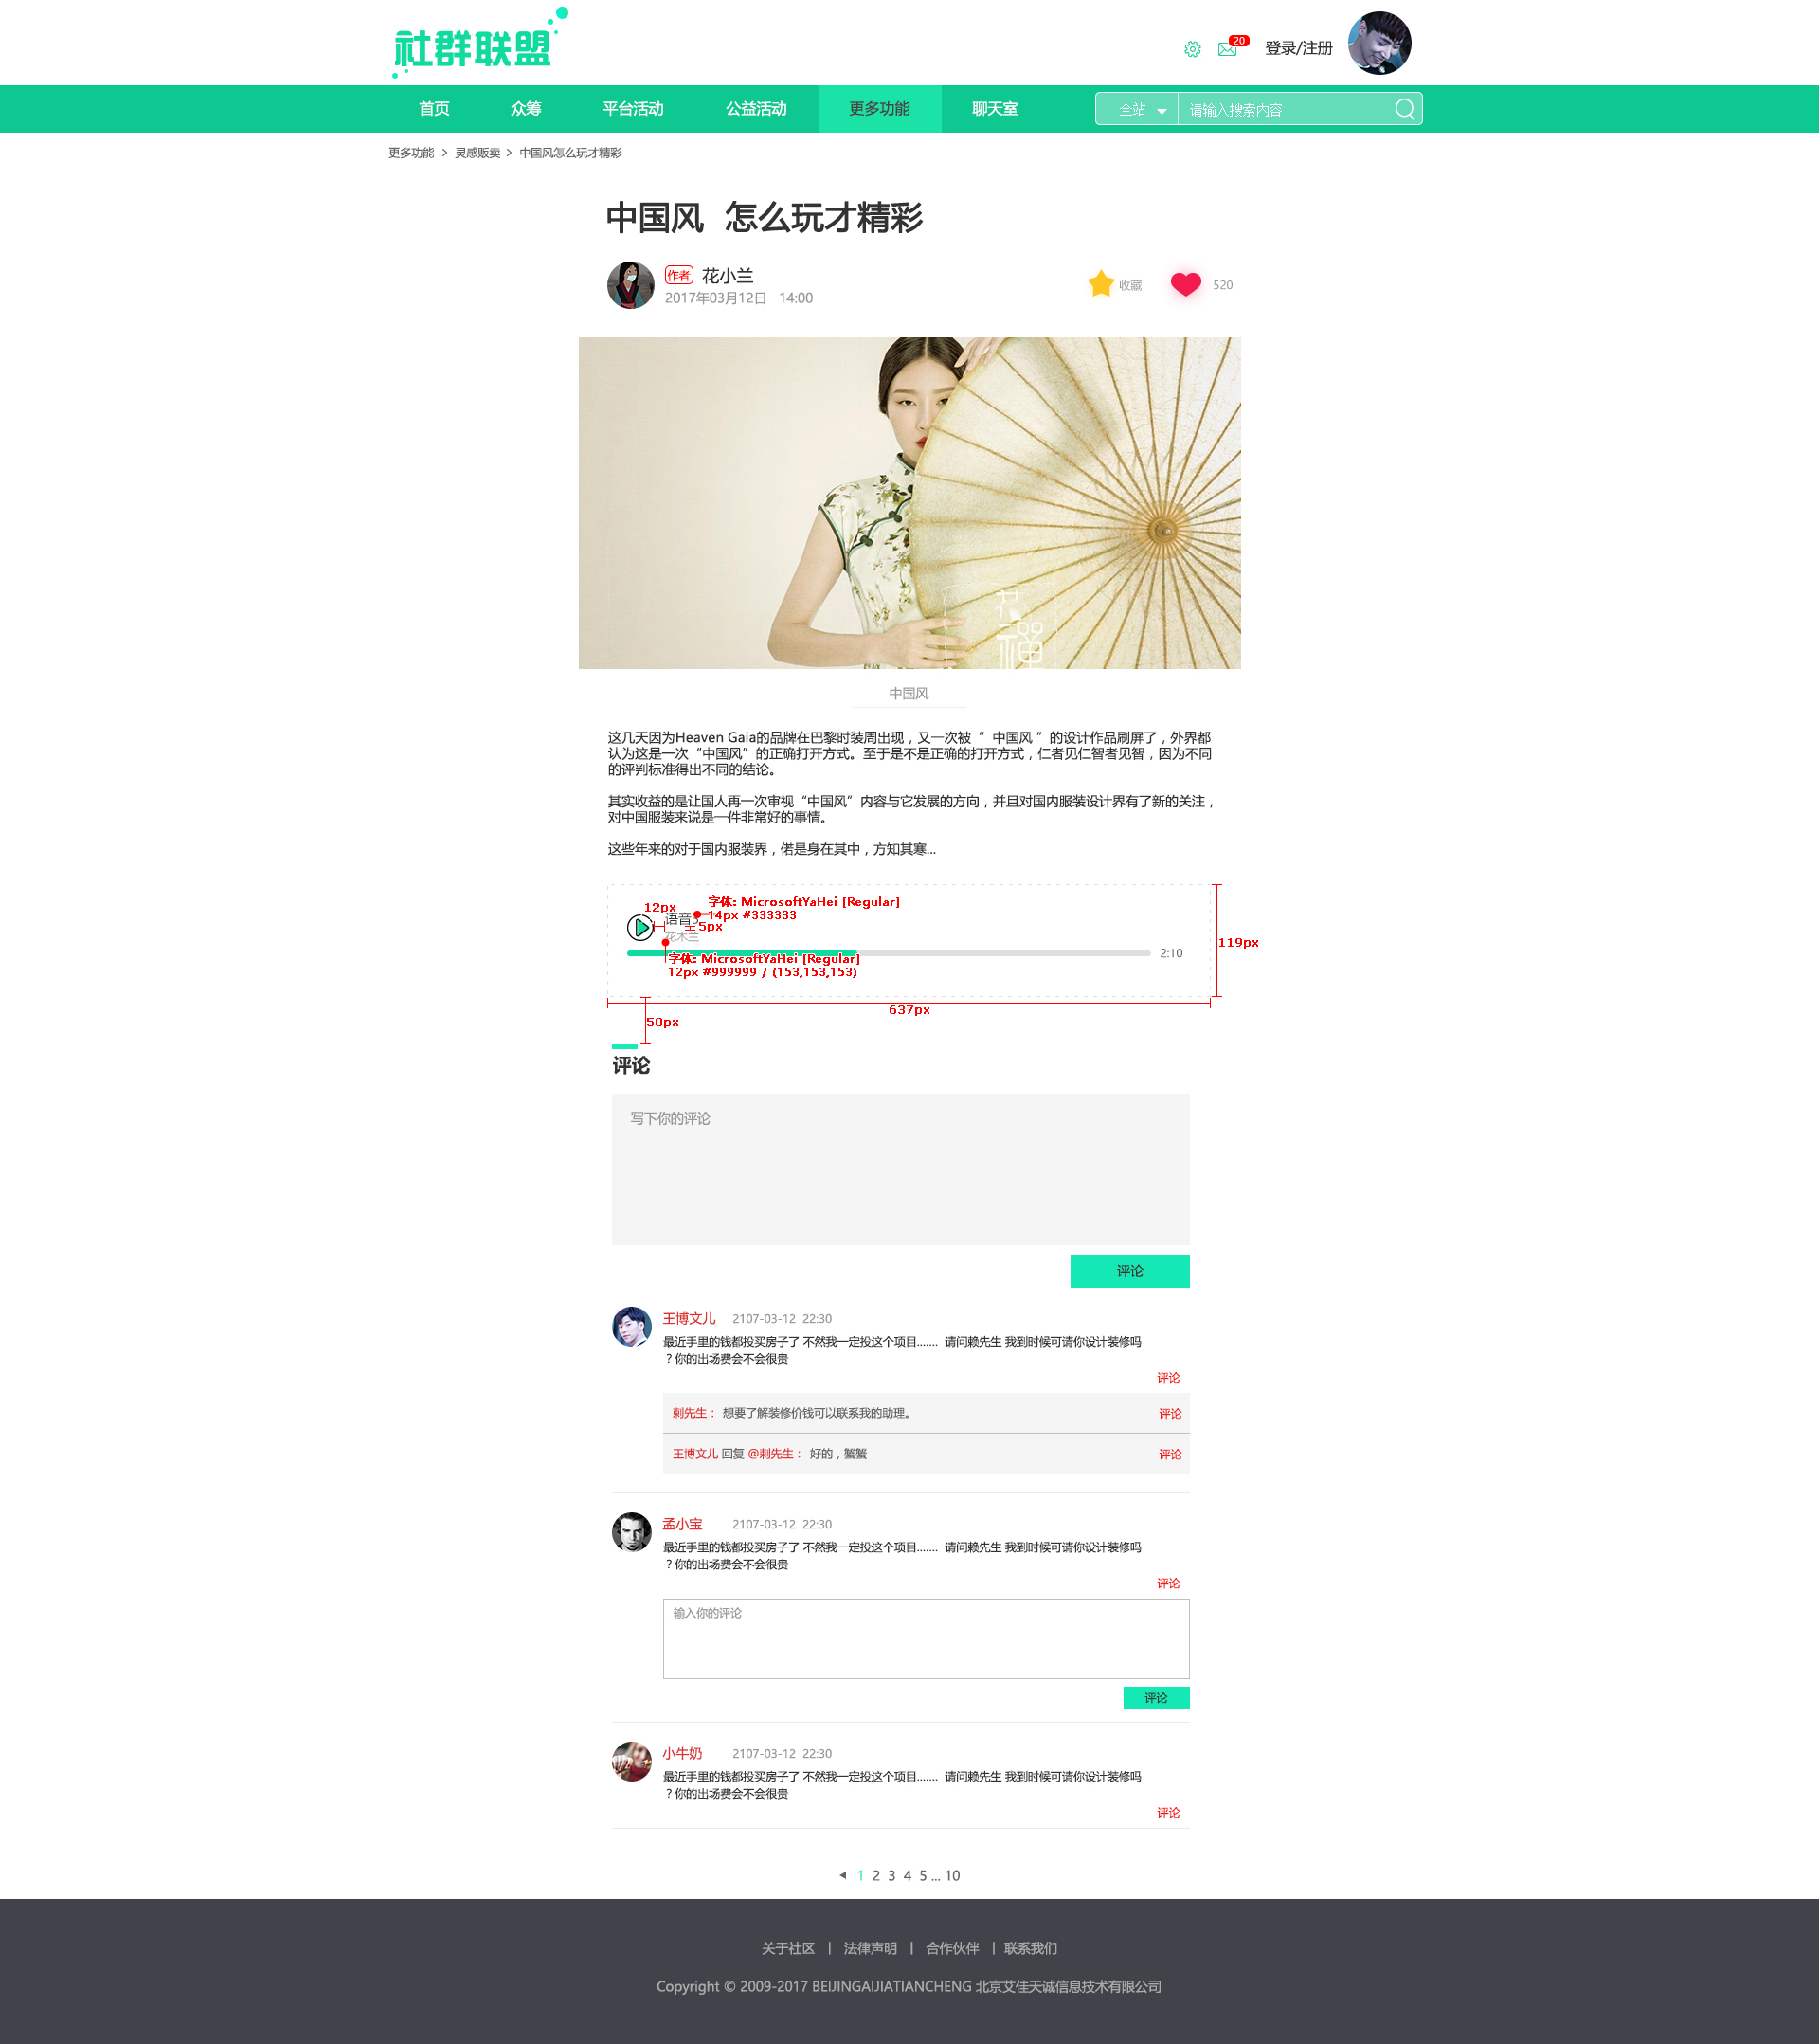 社群联盟
20
登录/注册
首页 众筹 平台活动 公益活动 更多功能 聊天室 全站 请输入搜索内容
更多功能 > 灵感贩卖 > 中国风怎么玩才精彩
中国风 怎么玩才精彩
作者 花小兰
2017年03月12日 14:00
收藏 520
中国风
这几天因为Heaven Gaia的品牌在巴黎时装周出现，又一次被“ 中国风 ”的设计作品刷屏了，外界都
认为这是一次“中国风”的正确打开方式。至于是不是正确的打开方式，仁者见仁智者见智，因为不同
的评判标准得出不同的结论。
其实收益的是让国人再一次审视“中国风”内容与它发展的方向，并且对国内服装设计界有了新的关注，
对中国服装来说是一件非常好的事情。
这些年来的对于国内服装界，偌是身在其中，方知其寒...
字体: MicrosoftYaHei [Regular]
12px
14px #333333
语音
5px
花木兰
119px
2:10
字体: MicrosoftYaHei [Regular]
12px #999999 / (153,153,153)
637px
50px
评论
写下你的评论
评论
王博文儿 2107-03-12 22:30
最近手里的钱都投买房子了 不然我一定投这个项目....... 请问赖先生 我到时候可请你设计装修吗
？你的出场费会不会很贵
评论
剌先生： 想要了解装修价钱可以联系我的助理。 评论
王博文儿 回复 @剌先生： 好的，蟹蟹 评论
孟小宝 2107-03-12 22:30
最近手里的钱都投买房子了 不然我一定投这个项目....... 请问赖先生 我到时候可请你设计装修吗
？你的出场费会不会很贵
评论
输入你的评论
评论
小牛奶 2107-03-12 22:30
最近手里的钱都投买房子了 不然我一定投这个项目....... 请问赖先生 我到时候可请你设计装修吗
？你的出场费会不会很贵
评论
1 2 3 4 5 ... 10
关于社区 | 法律声明 | 合作伙伴 | 联系我们
Copyright © 2009-2017 BEIJINGAIJIATIANCHENG 北京艾佳天诚信息技术有限公司